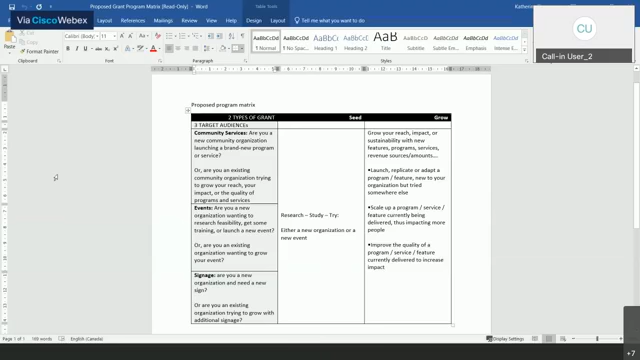 Via Cisco Webex
Proposed Grant Program Matrix (Read-Only) - Word
Table Tools
Layout References Mailings Review View Help Design Layout Tell me what you want to do
Paste
Cut
Copy
Format Painter
Clipboard
Calibri (Body) 11
Font
Paragraph
Styles
1 Normal
No Spac...
Heading 1
Heading 2
Title
Subtitle
Subtle Em...
Emphasis
CU
Call-in User_2
Proposed program matrix
2 TYPES OF GRANT Seed Grow
3 TARGET AUDIENCEs
Community Services: Are you a
new community organization
launching a brand-new program
or service?
Or, are you an existing
community organization trying
to grow your reach, your
impact, or the quality of
programs and services
Events: Are you a new
organization wanting to
research feasibility, get some
training, or launch a new event?
Or, are you an existing
organization wanting to grow
your event?
Signage: are you a new
organization and need a new
sign?
Or are you an existing
organization trying to grow with
additional signage?
Research – Study – Try:
Either a new organization or a
new event
Grow your reach, impact, or
sustainability with new
features, programs, services,
revenue sources/amounts...
•Launch, replicate or adapt a
program / feature, new to your
organization but tried
somewhere else
•Scale up a program / service /
feature currently being
delivered, thus impacting more
people
•Improve the quality of a
program / service / feature
currently delivered to increase
impact
Page 1 of 1 108 words English (Canada)
Display Settings
+7